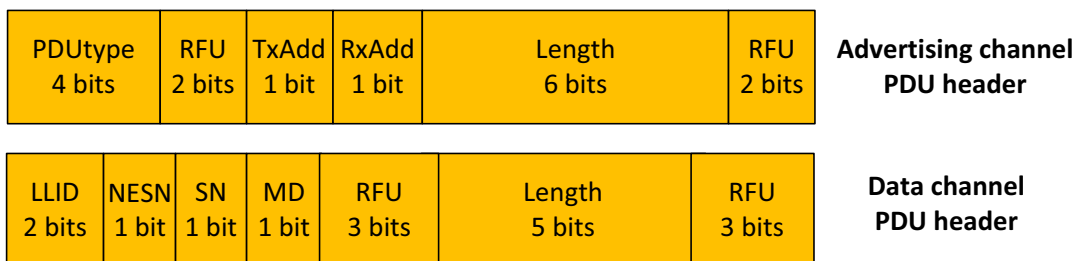 PDUtype RFU TxAdd RxAdd Length RFU Advertising channel
4 bits 2 bits 1 bit 1 bit 6 bits 2 bits PDU header
LLID NESN SN MD RFU Length RFU Data channel
2 bits 1 bit 1 bit 1 bit 3 bits 5 bits 3 bits PDU header